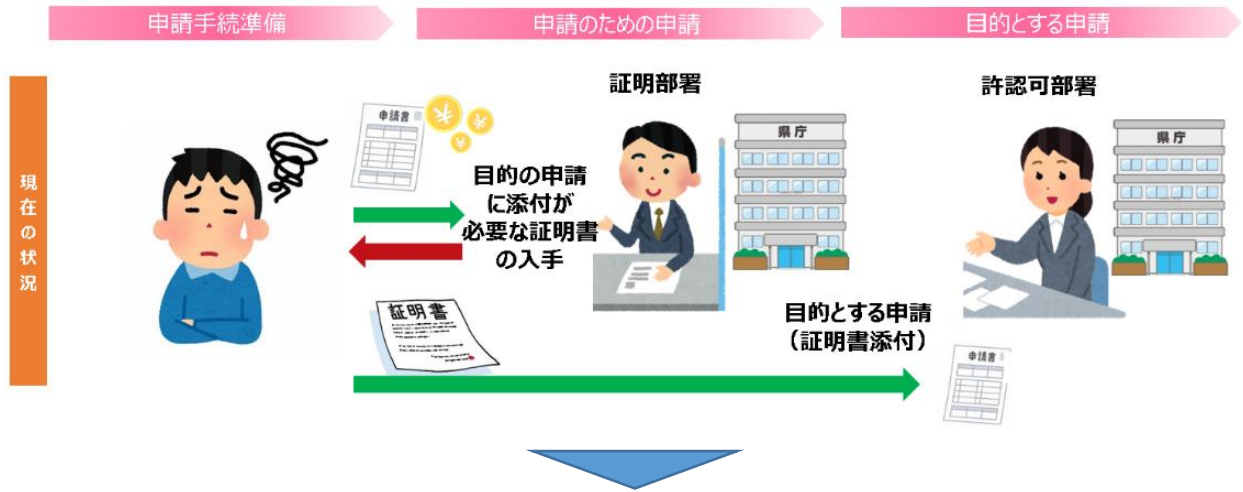 申請手続準備
申請のための申請
目的とする申請
現在の状況
申請書
証明部署
県庁
許認可部署
県庁
目的の申請
に添付が
必要な証明書
の入手
証明書
目的とする申請
（証明書添付）
申請書